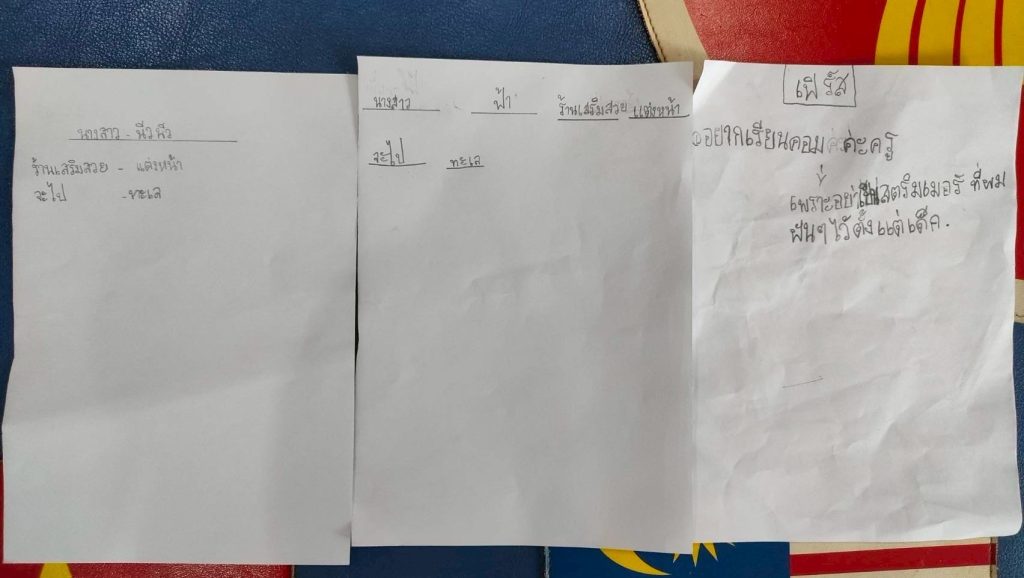 นางสาว - นิวนิว
ร้านเสริมสวย - แต่งหน้า
จะไป - ทะเล
นางสาว ฟ้า ร้านเสริมสวย แต่งหน้า
จะไป ทะเล
เฟิร์ส
อยากเรียนคอม ค่ะครู
เพราะอยากเป็นสตรีมเมอร์ ที่ผม
ฝันๆไว้ตั้งแต่เด็ก.